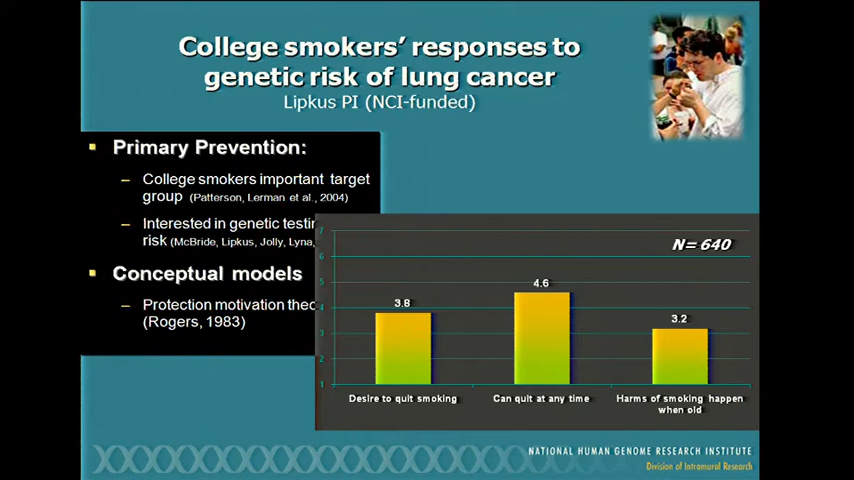 College smokers' responses to
genetic risk of lung cancer
Lipkus PI (NCI-funded)
▪ Primary Prevention:
– College smokers important target
group (Patterson, Lerman et al., 2004)
– Interested in genetic testin
risk (McBride, Lipkus, Jolly, Lyna,
▪ Conceptual models
– Protection motivation theo
(Rogers, 1983)
N= 640
7
6
5
4
3
2
1
3.8
4.6
3.2
Desire to quit smoking
Can quit at any time
Harms of smoking happen
when old
NATIONAL HUMAN GENOME RESEARCH INSTITUTE
Division of Intramural Research